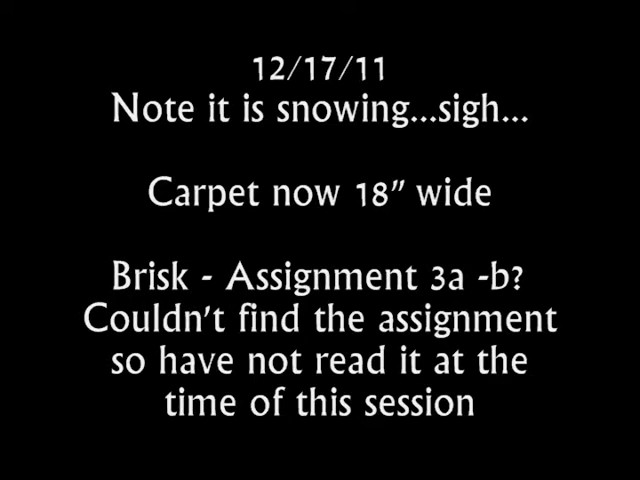 12/17/11
Note it is snowing...sigh...
Carpet now 18” wide
Brisk - Assignment 3a -b?
Couldn’t find the assignment
so have not read it at the
time of this session